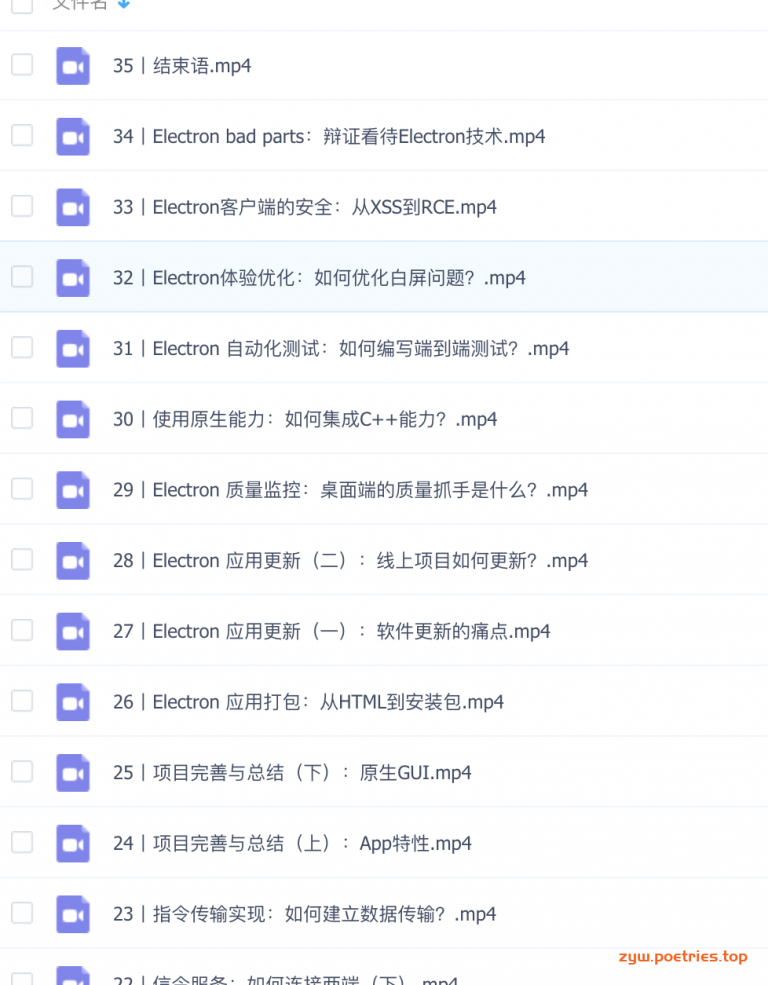 文件名
35丨结束语.mp4
34丨Electron bad parts：辩证看待Electron技术.mp4
33丨Electron客户端的安全：从XSS到RCE.mp4
32丨Electron体验优化：如何优化白屏问题？.mp4
31丨Electron 自动化测试：如何编写端到端测试？.mp4
30丨使用原生能力：如何集成C++能力？.mp4
29丨Electron 质量监控：桌面端的质量抓手是什么？.mp4
28丨Electron 应用更新（二）：线上项目如何更新？.mp4
27丨Electron 应用更新（一）：软件更新的痛点.mp4
26丨Electron 应用打包：从HTML到安装包.mp4
25丨项目完善与总结（下）：原生GUI.mp4
24丨项目完善与总结（上）：App特性.mp4
23丨指令传输实现：如何建立数据传输？.mp4
22丨信令服务：如何连接两端（下）.mp4
zyw.poetries.top